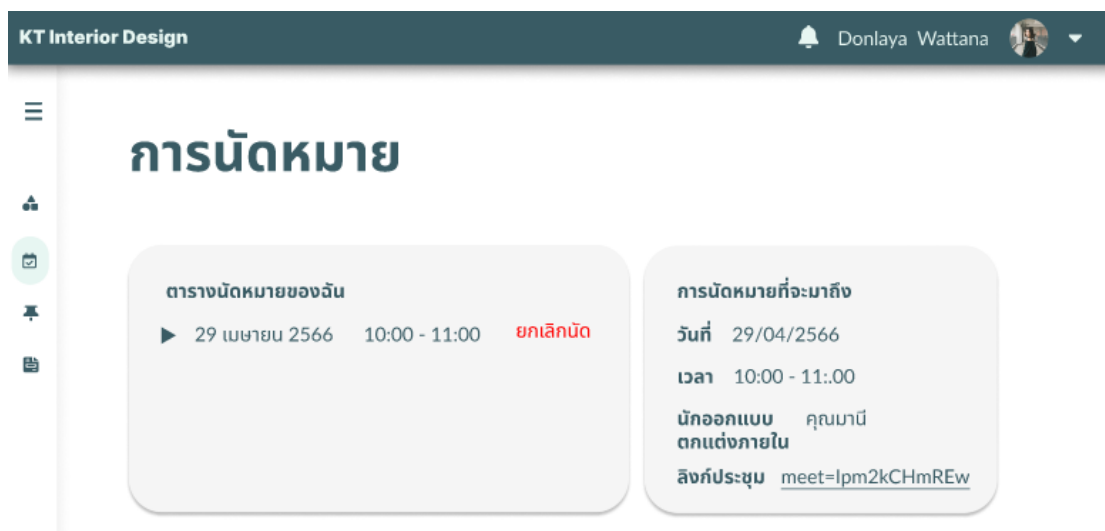 KT Interior Design
Donlaya Wattana
การนัดหมาย
ตารางนัดหมายของฉัน
29 เมษายน 2566 10:00 - 11:00 ยกเลิกนัด
การนัดหมายที่จะมาถึง
วันที่ 29/04/2566
เวลา 10:00 - 11:.00
นักออกแบบ คุณมานี
ตกแต่งภายใน
ลิงก์ประชุม meet=Ipm2kCHmREw